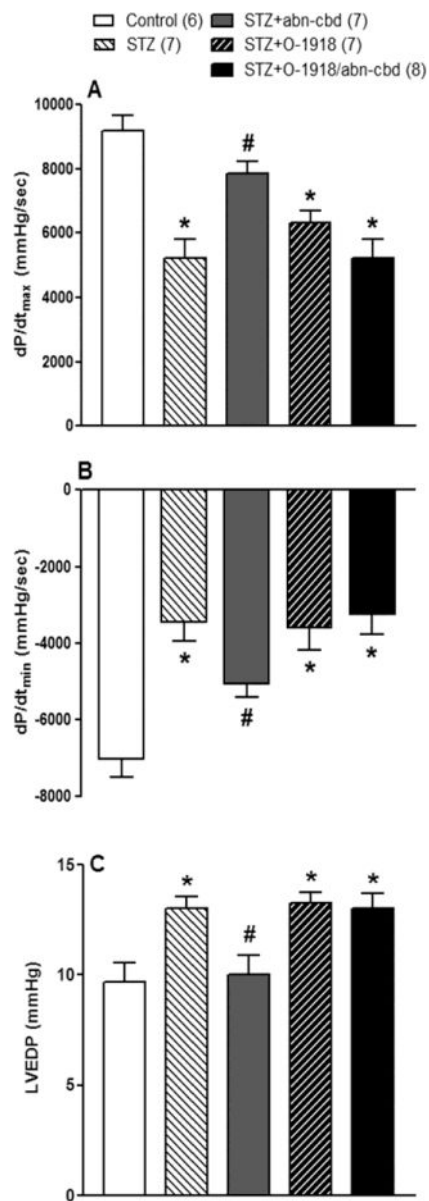 Control (6) STZ+abn-cbd (7)
STZ (7) STZ+O-1918 (7)
STZ+O-1918/abn-cbd (8)
A
10000
8000
6000
4000
2000
0
dP/dtmax (mmHg/sec)
* # * *
B
0
-2000
-4000
-6000
-8000
dP/dtmin (mmHg/sec)
* # * *
C
15
10
5
0
LVEDP (mmHg)
* # * *